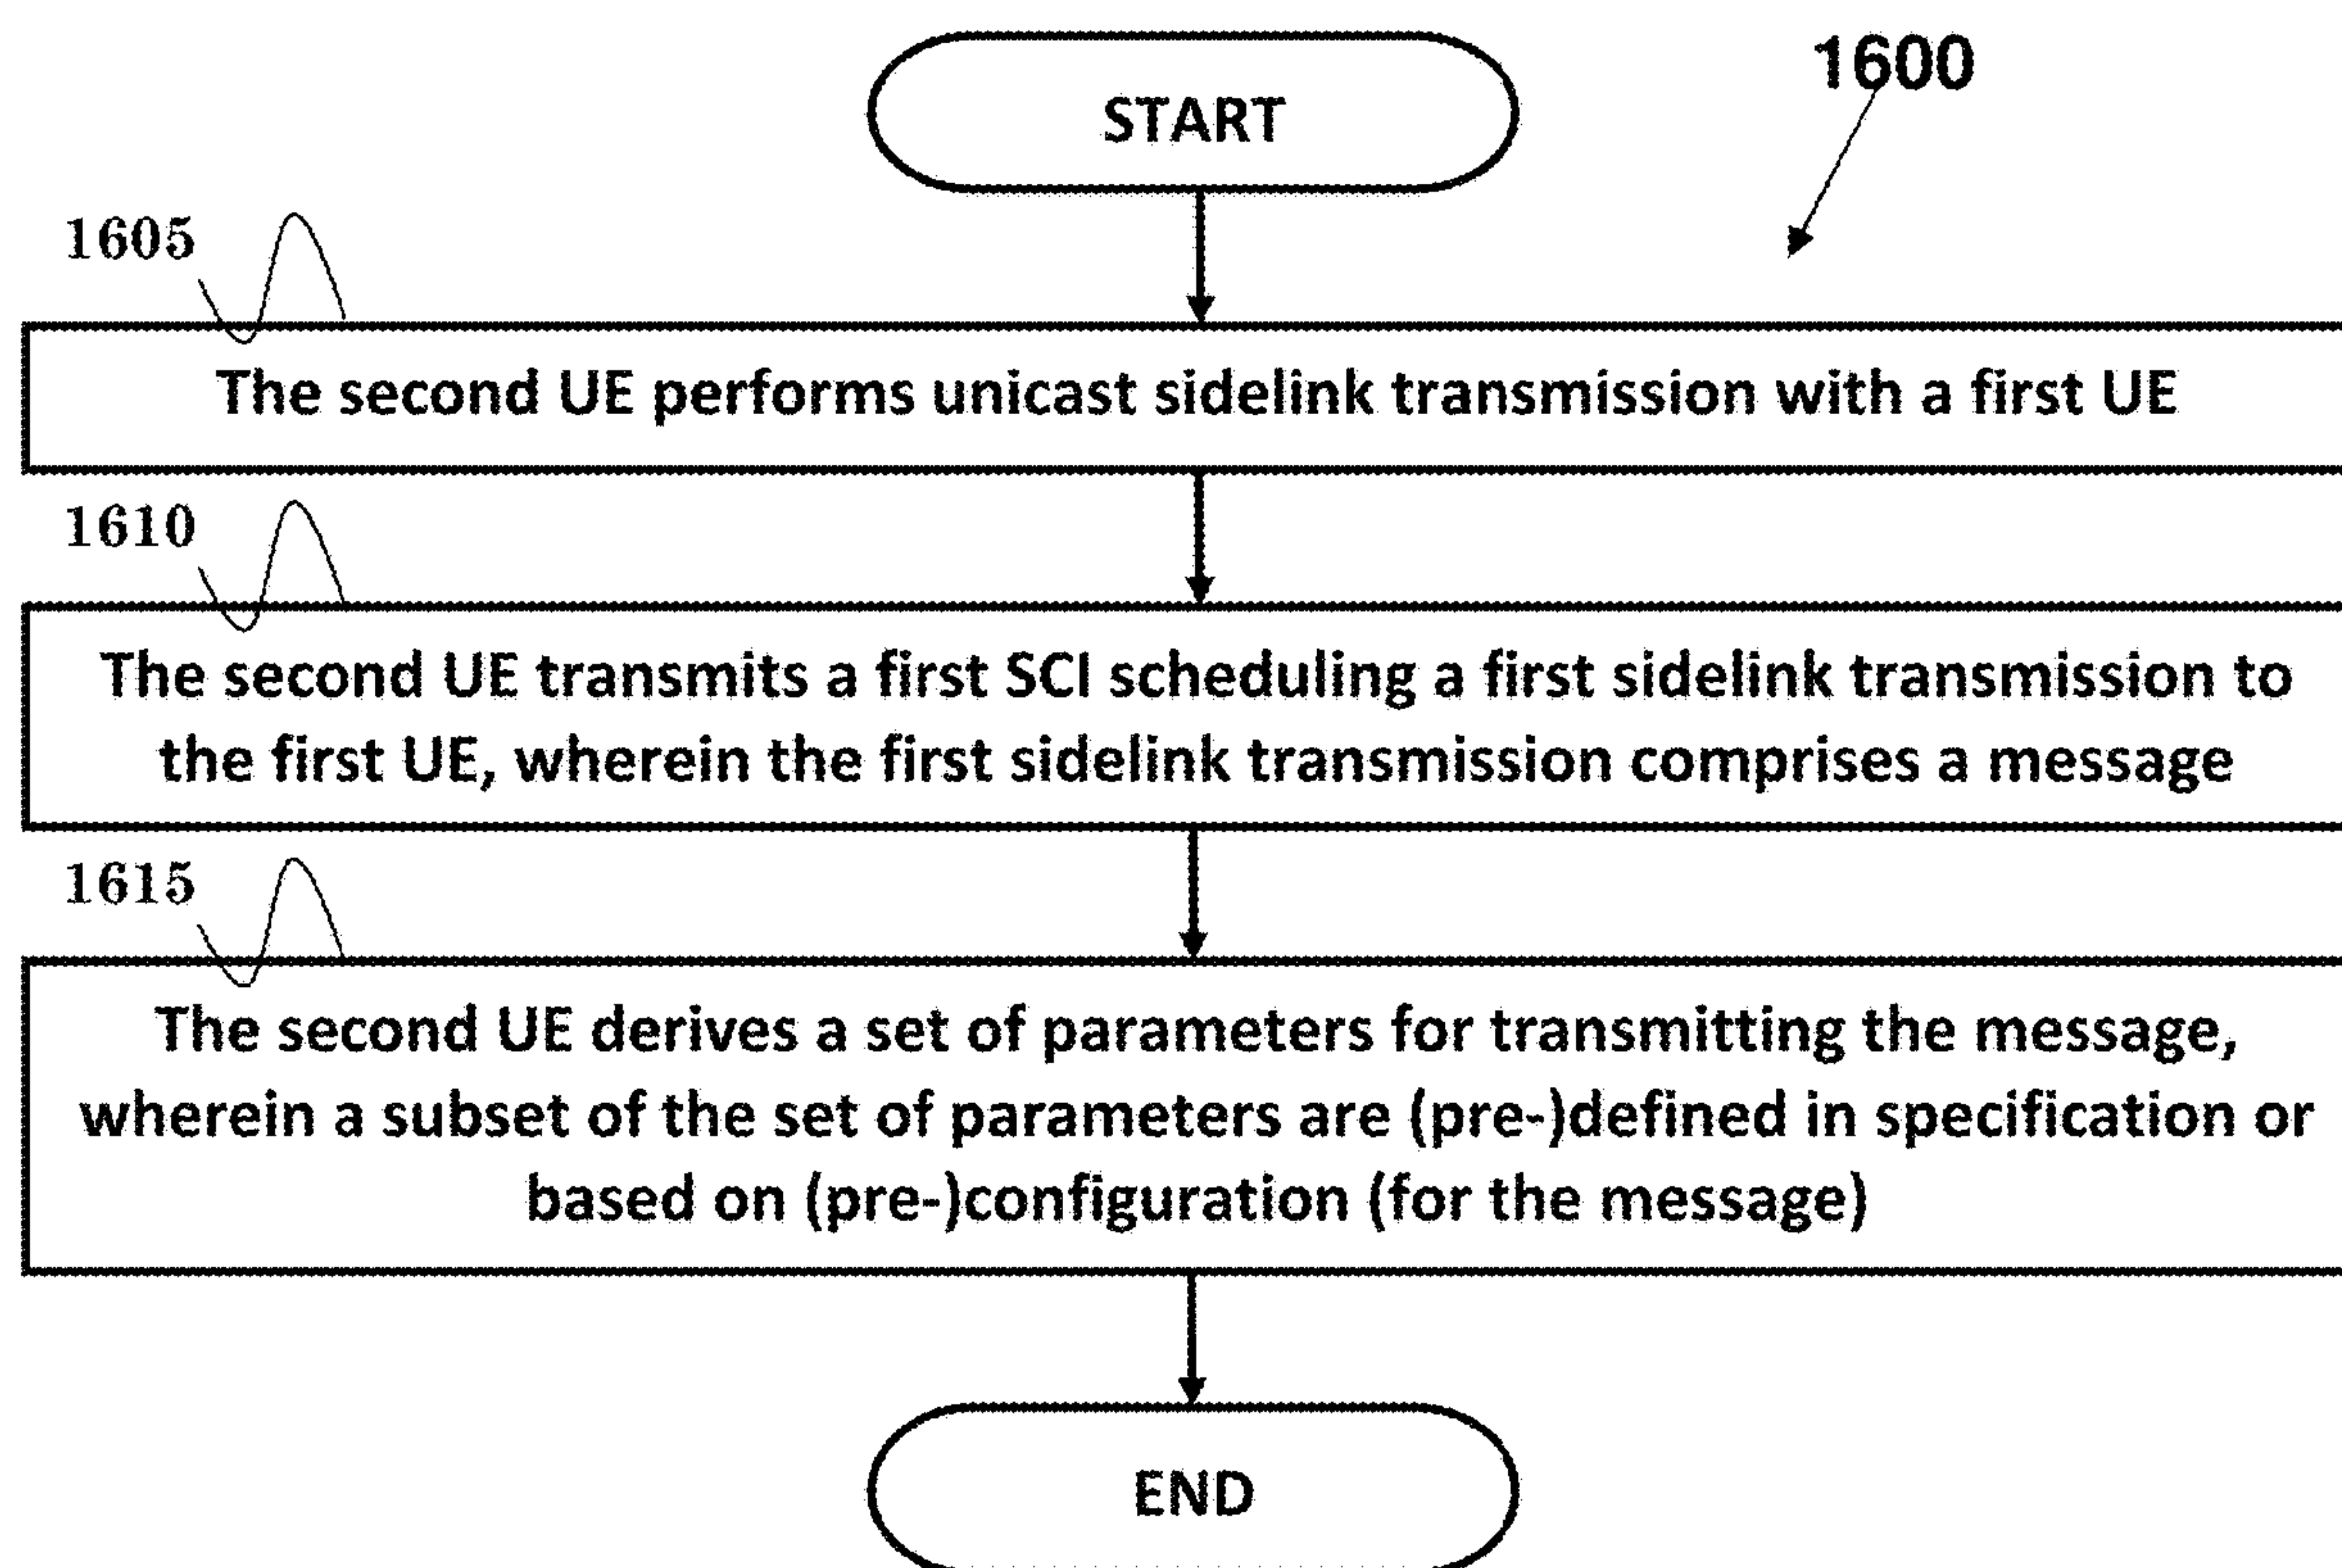 START
1600
1605
The second UE performs unicast sidelink transmission with a first UE
1610
The second UE transmits a first SCI scheduling a first sidelink transmission to
the first UE, wherein the first sidelink transmission comprises a message
1615
The second UE derives a set of parameters for transmitting the message,
wherein a subset of the set of parameters are (pre-)defined in specification or
based on (pre-)configuration (for the message)
END